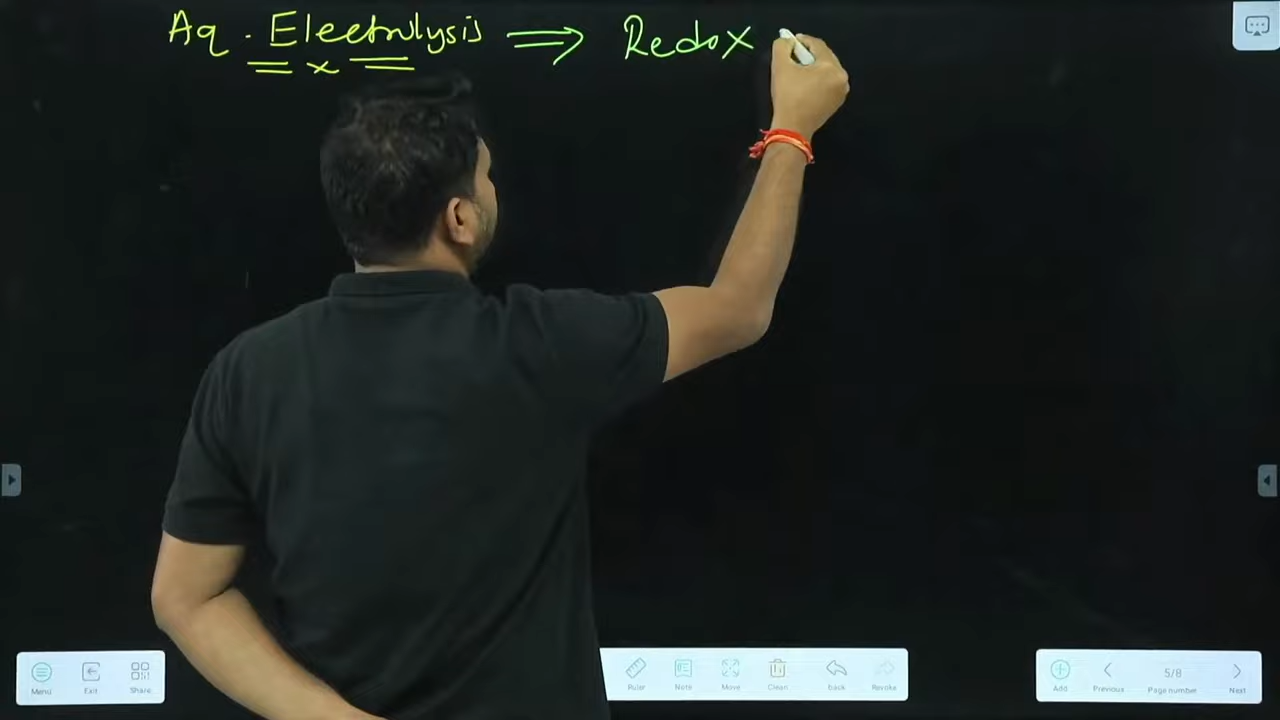 Aq. Electrolysis ⟹ Redox
Menu
Exit
Share
Ruler
Note
Move
Clean
Back
Revoke
Add
Previous
5/8
Page number
Next